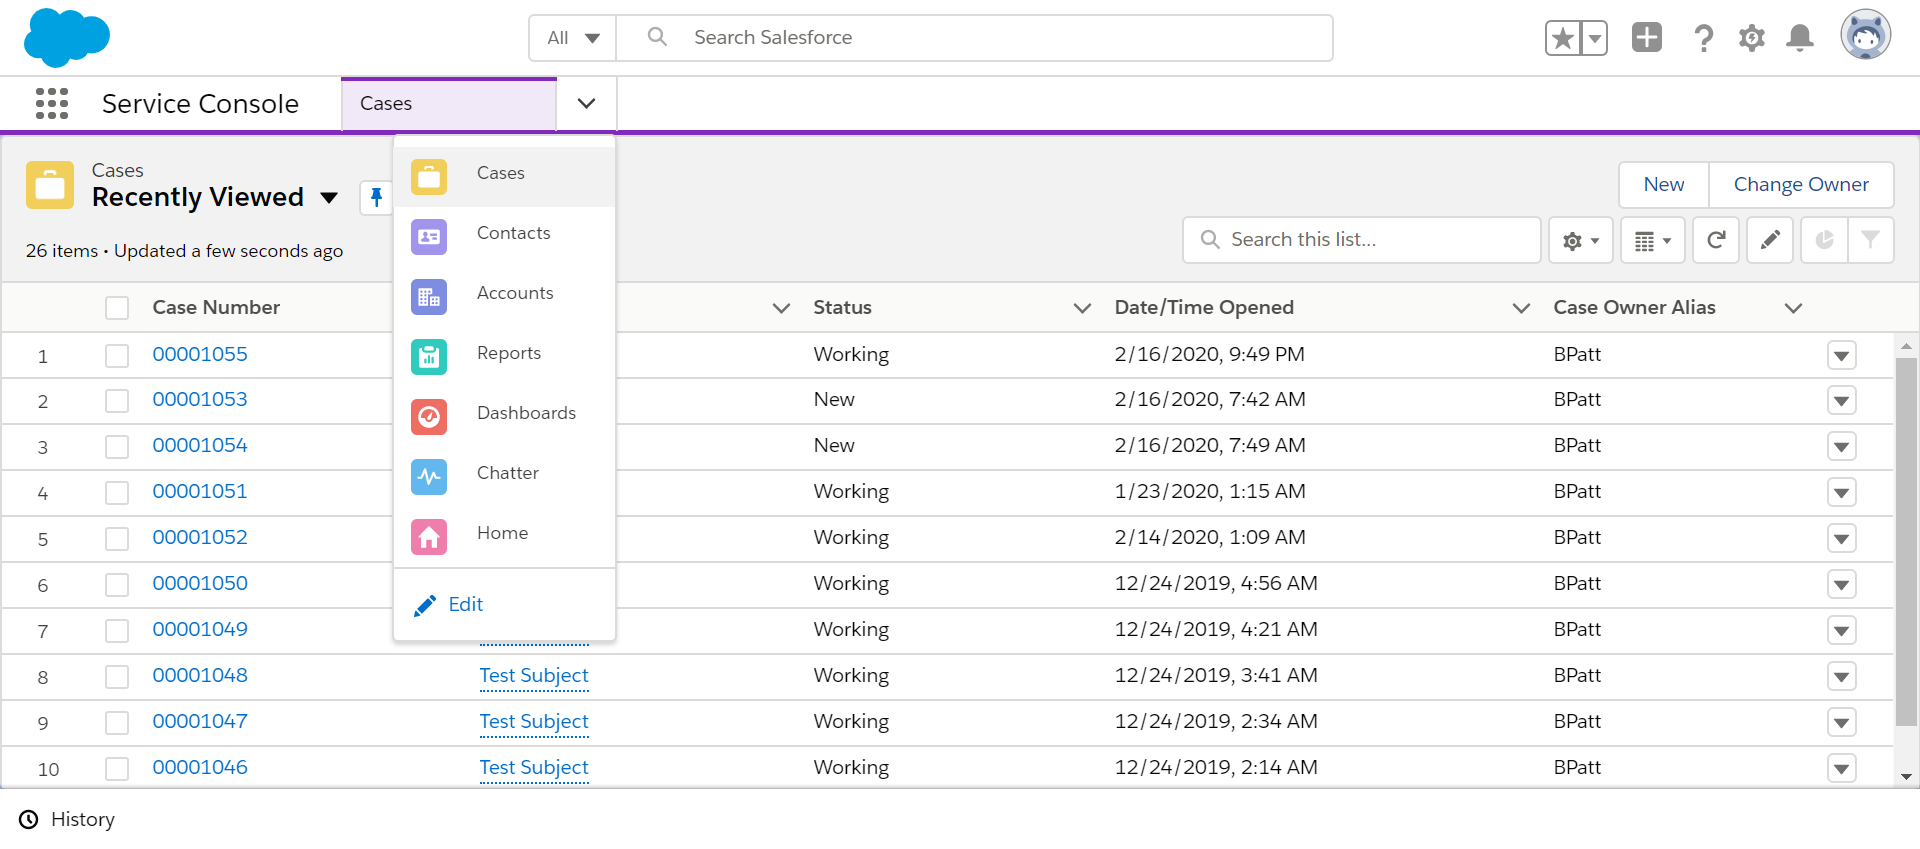 All Search Salesforce
Service Console Cases
Cases
Recently Viewed
26 items • Updated a few seconds ago
New Change Owner
Search this list...
Cases
Contacts
Accounts
Reports
Dashboards
Chatter
Home
Edit
Case Number Status Date/Time Opened Case Owner Alias
1 00001055 Working 2/16/2020, 9:49 PM BPatt
2 00001053 New 2/16/2020, 7:42 AM BPatt
3 00001054 New 2/16/2020, 7:49 AM BPatt
4 00001051 Working 1/23/2020, 1:15 AM BPatt
5 00001052 Working 2/14/2020, 1:09 AM BPatt
6 00001050 Working 12/24/2019, 4:56 AM BPatt
7 00001049 Working 12/24/2019, 4:21 AM BPatt
8 00001048 Test Subject Working 12/24/2019, 3:41 AM BPatt
9 00001047 Test Subject Working 12/24/2019, 2:34 AM BPatt
10 00001046 Test Subject Working 12/24/2019, 2:14 AM BPatt
History